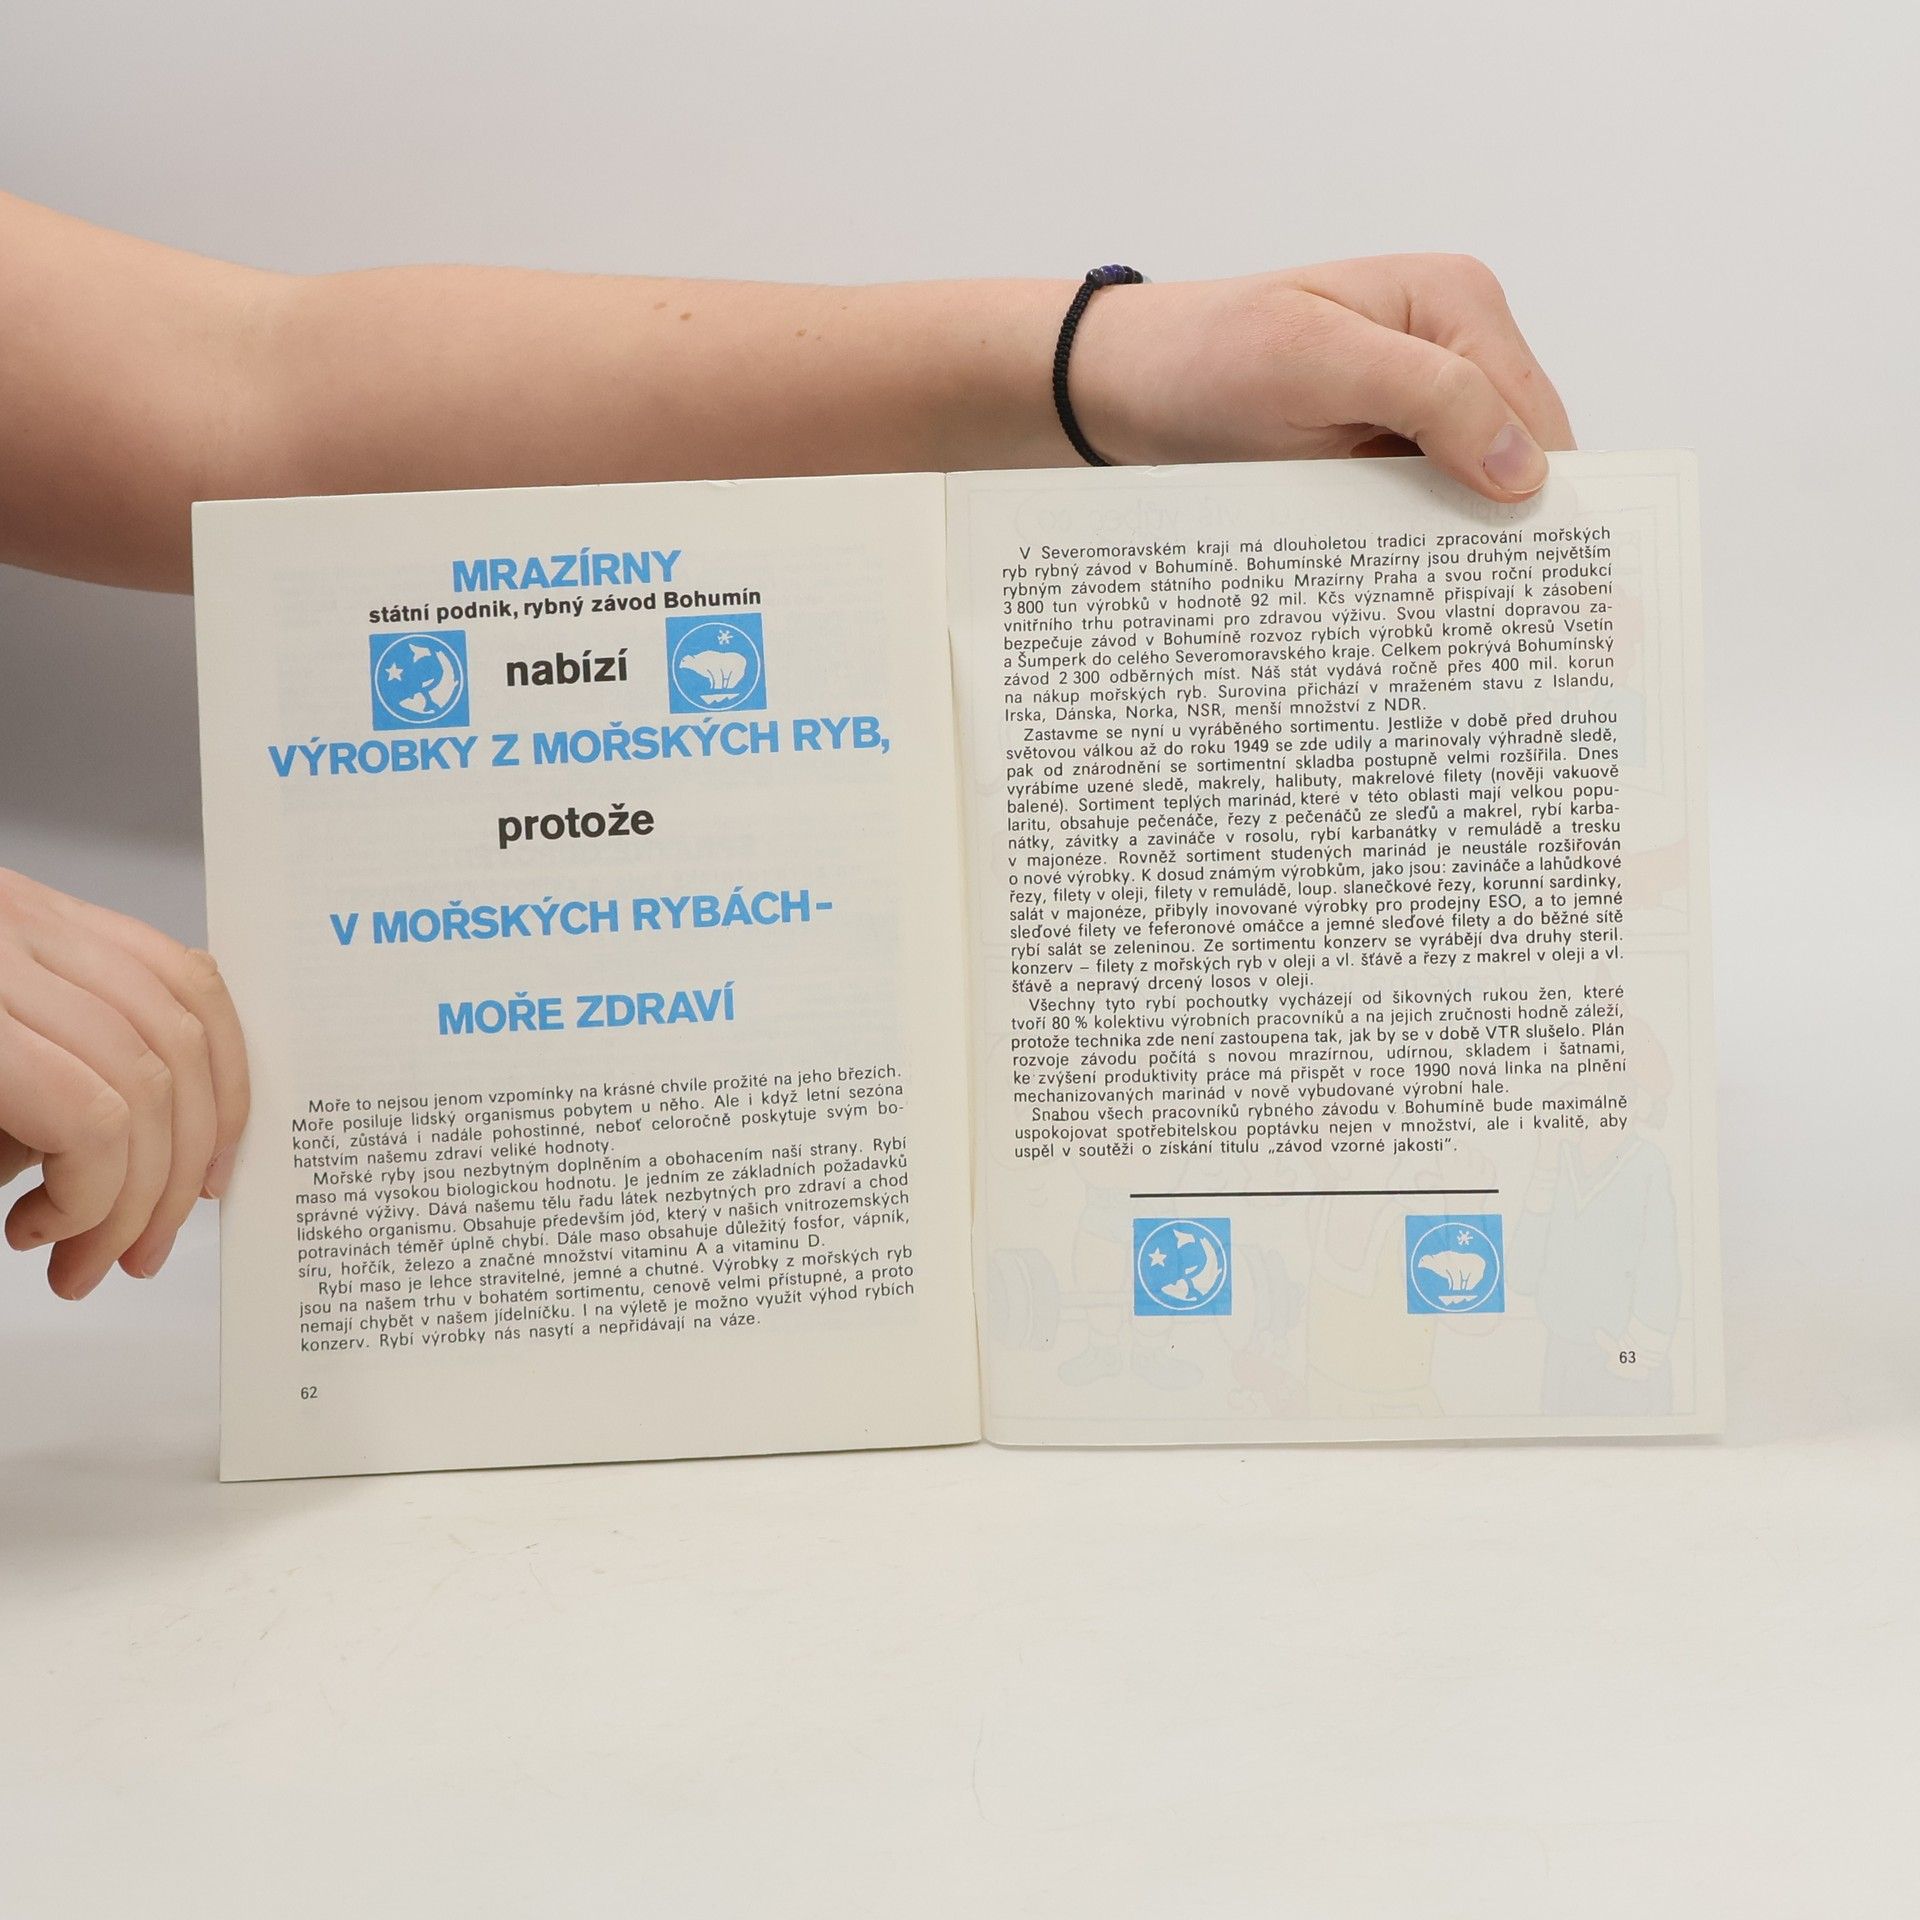 MRAZÍRNY
státní podnik, rybný závod Bohumín
nabízí
VÝROBKY Z MOŘSKÝCH RYB,
protože
V MOŘSKÝCH RYBÁCH-
MOŘE ZDRAVÍ
Moře to nejsou jenom vzpomínky na krásné chvíle prožité na jeho březích.
Moře posiluje lidský organismus pobytem u něho. Ale i když letní sezóna
končí, zůstává i nadále pohostinné, neboť celoročně poskytuje svým bo-
hatstvím našemu zdraví veliké hodnoty.
Mořské ryby jsou nezbytným doplněním a obohacením naší strany. Rybí
maso má vysokou biologickou hodnotu. Je jedním ze základních požadavků
správné výživy. Dává našemu tělu řadu látek nezbytných pro zdraví a chod
lidského organismu. Obsahuje především jód, který v našich vnitrozemských
potravinách téměř úplně chybí. Dále maso obsahuje důležitý fosfor, vápník,
síru, hořčík, železo a značné množství vitaminu A a vitaminu D.
Rybí maso je lehce stravitelné, jemné a chutné. Výrobky z mořských ryb
jsou na našem trhu v bohatém sortimentu, cenově velmi přístupné, a proto
nemají chybět v našem jídelníčku. I na výletě je možno využít výhod rybích
konzerv. Rybí výrobky nás nasytí a nepřidávají na váze.
62
V Severomoravském kraji má dlouholetou tradici zpracování mořských
ryb rybný závod v Bohumíně. Bohumínské Mrazírny jsou druhým největším
rybným závodem státního podniku Mrazírny Praha a svou roční produkcí
3 800 tun výrobků v hodnotě 92 mil. Kčs významně přispívají k zásobení
vnitřního trhu potravinami pro zdravou výživu. Svou vlastní dopravou za-
bezpečuje závod v Bohumíně rozvoz rybích výrobků kromě okresů Vsetín
a Šumperk do celého Severomoravského kraje. Celkem pokrývá Bohumínský
závod 2 300 odběrných míst. Náš stát vydává ročně přes 400 mil. korun
na nákup mořských ryb. Surovina přichází v mraženém stavu z Islandu,
Irska, Dánska, Norka, NSR, menší množství z NDR.
Zastavme se nyní u vyráběného sortimentu. Jestliže v době před druhou
světovou válkou až do roku 1949 se zde udily a marinovaly výhradně sledě,
pak od znárodnění se sortimentní skladba postupně velmi rozšířila. Dnes
vyrábíme uzené sledě, makrely, halibuty, makrelové filety (nověji vakuově
balené). Sortiment teplých marinád, které v této oblasti mají velkou popu-
laritu, obsahuje pečenáče, řezy z pečenáčů ze sleďů a makrel, rybí karba-
nátky, závitky a zavináče v rosolu, rybí karbanátky v remuládě a tresku
v majonéze. Rovněž sortiment studených marinád je neustále rozšiřován
o nové výrobky. K dosud známým výrobkům, jako jsou: zavináče a lahůdkové
řezy, filety v oleji, filety v remuládě, loup. slanečkové řezy, korunní sardinky,
salát v majonéze, přibyly inovované výrobky pro prodejny ESO, a to jemné
sleďové filety ve feferonové omáčce a jemné sleďové filety a do běžné sítě
rybí salát se zeleninou. Ze sortimentu konzerv se vyrábějí dva druhy steril.
konzerv – filety z mořských ryb v oleji a vl. šťávě a řezy z makrel v oleji a vl.
šťávě a nepravý drcený losos v oleji.
Všechny tyto rybí pochoutky vycházejí od šikovných rukou žen, které
tvoří 80 % kolektivu výrobních pracovníků a na jejich zručnosti hodně záleží,
protože technika zde není zastoupena tak, jak by se v době VTR slušelo. Plán
rozvoje závodu počítá s novou mrazírnou, udírnou, skladem i šatnami,
ke zvýšení produktivity práce má přispět v roce 1990 nová linka na plnění
mechanizovaných marinád v nově vybudované výrobní hale.
Snahou všech pracovníků rybného závodu v Bohumíně bude maximálně
uspokojovat spotřebitelskou poptávku nejen v množství, ale i kvalitě, aby
uspěl v soutěži o získání titulu „závod vzorné jakosti“.
63